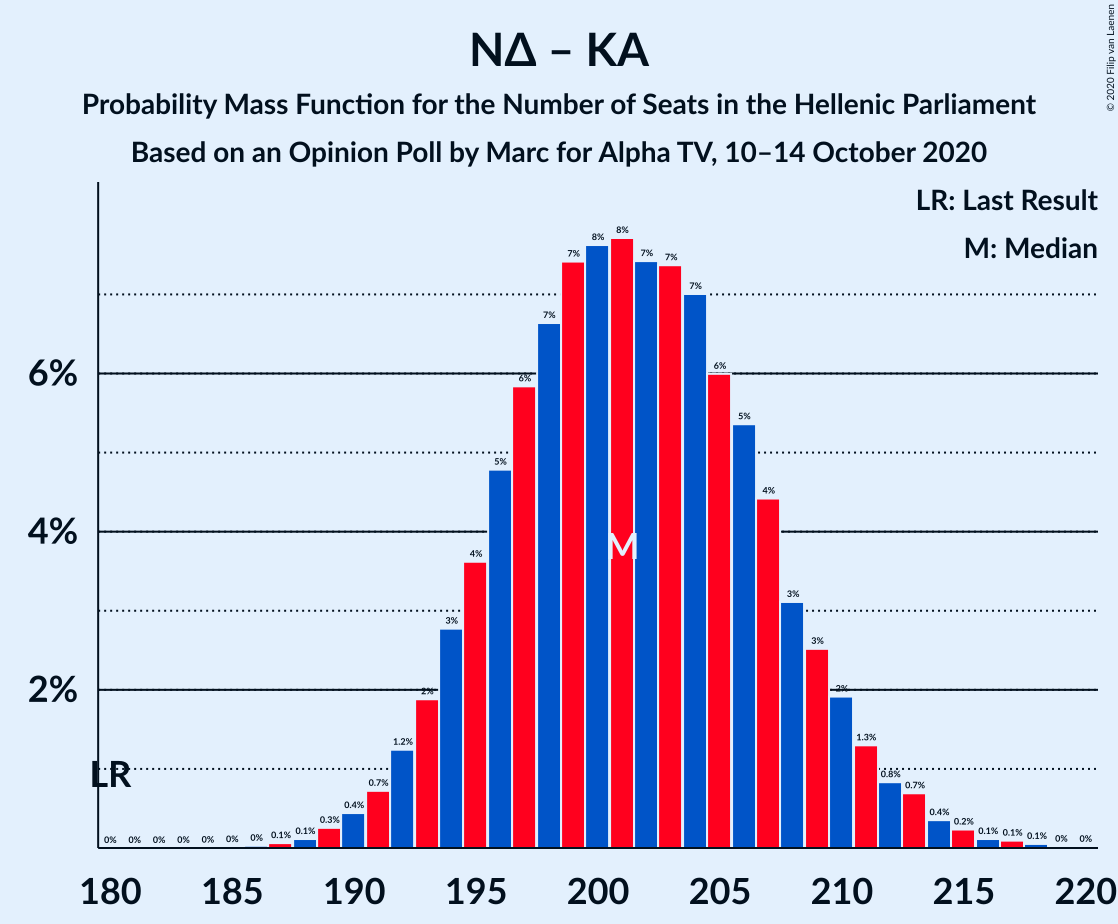 ΝΔ – ΚΑ
Probability Mass Function for the Number of Seats in the Hellenic Parliament
Based on an Opinion Poll by Marc for Alpha TV, 10–14 October 2020
© 2020 Filip van Laenen
LR: Last Result
M: Median
6%
4%
2%
0% 0% 0% 0% 0% 0% 0% 0.1% 0.1% 0.3% 0.4% 0.7% 1.2% 2% 3% 4% 5% 6% 7% 7% 8% 8% 7% 7% 7% 6% 5% 4% 3% 3% 2% 1.3% 0.8% 0.7% 0.4% 0.2% 0.1% 0.1% 0.1% 0% 0%
M
LR
180 185 190 195 200 205 210 215 220